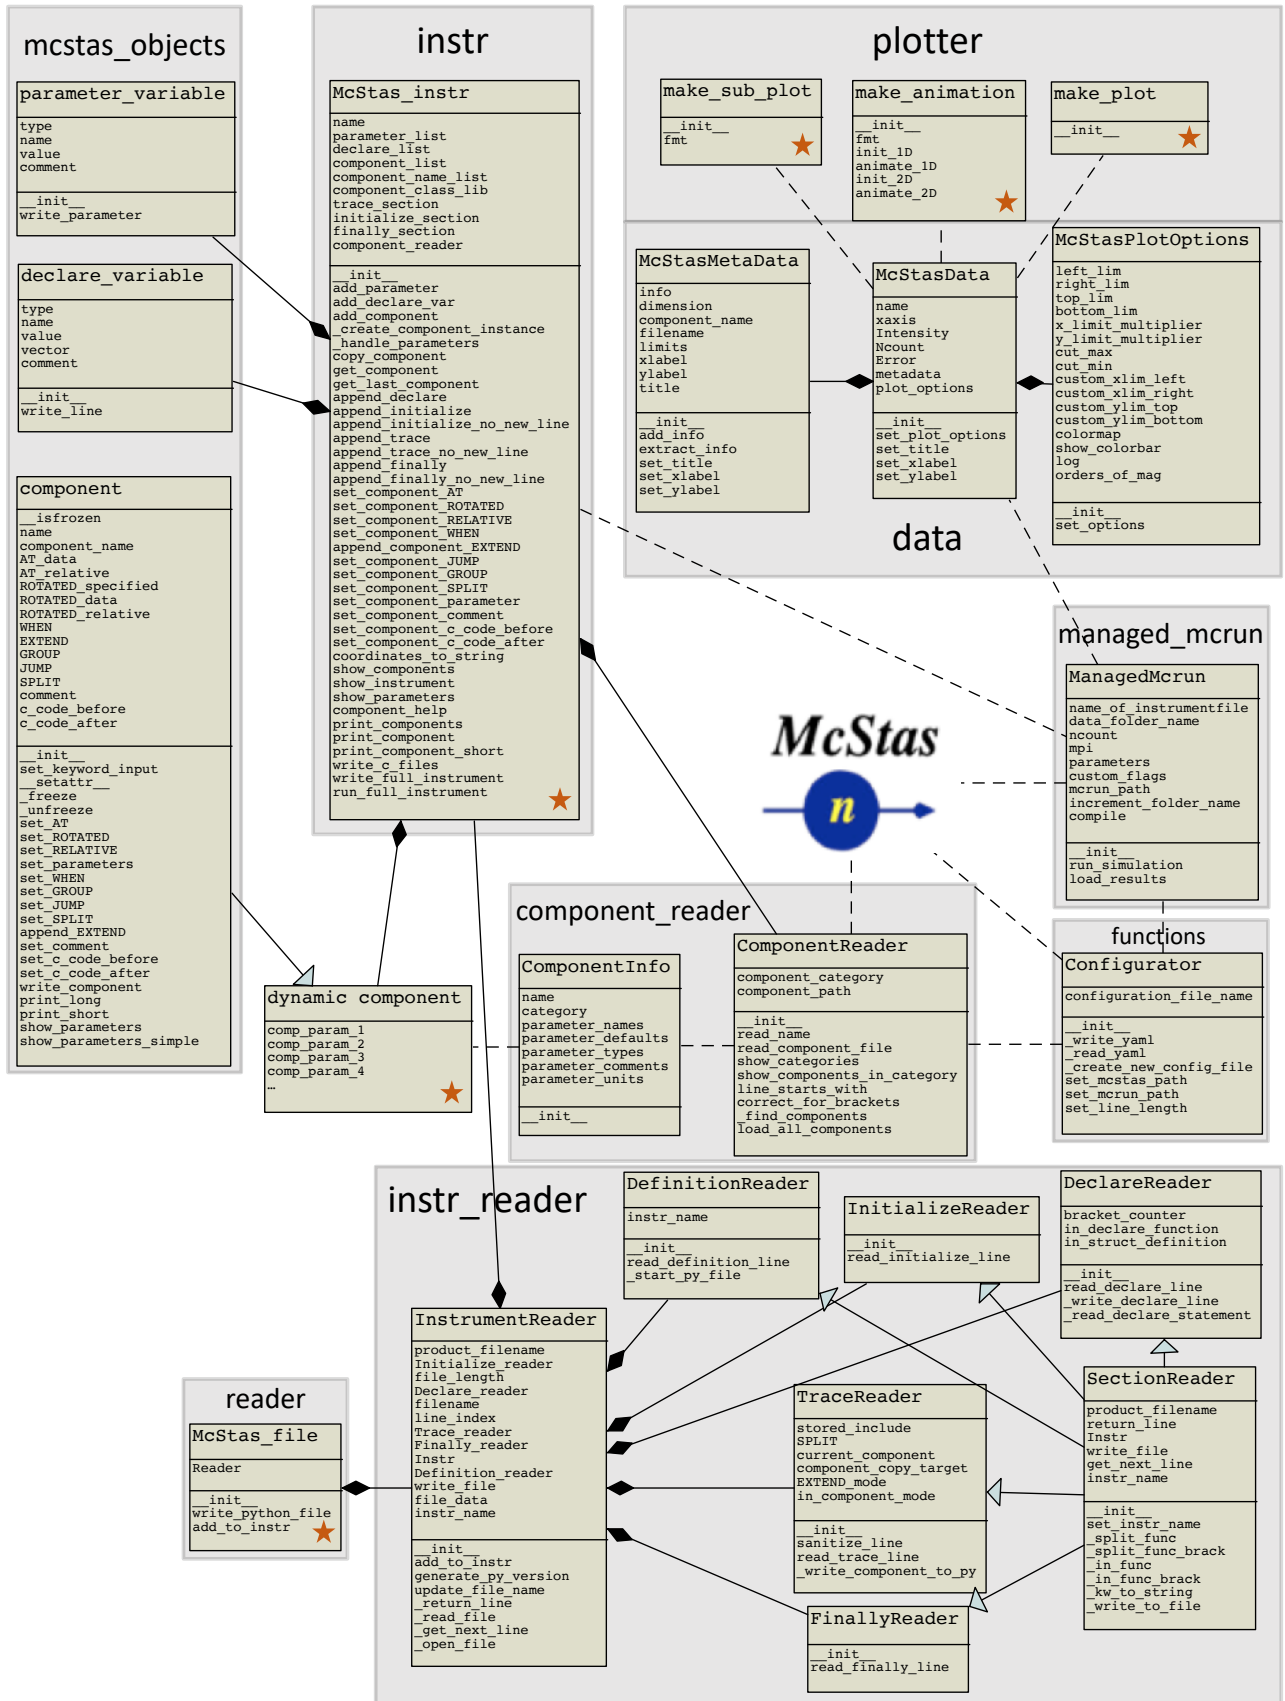 mcstas_objects
parameter_variable
type
name
value
comment
__init__
write_parameter
declare_variable
type
name
value
vector
comment
__init__
write_line
component
__isfrozen
name
component_name
AT_data
AT_relative
ROTATED_specified
ROTATED_data
ROTATED_relative
WHEN
EXTEND
GROUP
JUMP
SPLIT
comment
c_code_before
c_code_after
__init__
set_keyword_input
__setattr__
_freeze
_unfreeze
set_AT
set_ROTATED
set_RELATIVE
set_parameters
set_WHEN
set_GROUP
set_JUMP
set_SPLIT
append_EXTEND
set_comment
set_c_code_before
set_c_code_after
write_component
print_long
print_short
show_parameters
show_parameters_simple
instr
McStas_instr
name
parameter_list
declare_list
component_list
component_name_list
component_class_lib
trace_section
initialize_section
finally_section
component_reader
__init__
add_parameter
add_declare_var
add_component
_create_component_instance
_handle_parameters
copy_component
get_component
get_last_component
append_declare
append_initialize
append_initialize_no_new_line
append_trace
append_trace_no_new_line
append_finally
append_finally_no_new_line
set_component_AT
set_component_ROTATED
set_component_RELATIVE
set_component_WHEN
append_component_EXTEND
set_component_JUMP
set_component_GROUP
set_component_SPLIT
set_component_parameter
set_component_comment
set_component_c_code_before
set_component_c_code_after
coordinates_to_string
show_components
show_instrument
show_parameters
component_help
print_components
print_component
print_component_short
write_c_files
write_full_instrument
run_full_instrument
dynamic component
comp_param_1
comp_param_2
comp_param_3
comp_param_4
…
plotter
make_sub_plot
__init__
fmt
make_animation
__init__
fmt
init_1D
animate_1D
init_2D
animate_2D
make_plot
__init__
McStasMetaData
info
dimension
component_name
filename
limits
xlabel
ylabel
title
__init__
add_info
extract_info
set_title
set_xlabel
set_ylabel
McStasData
name
xaxis
Intensity
Ncount
Error
metadata
plot_options
__init__
set_plot_options
set_title
set_xlabel
set_ylabel
McStasPlotOptions
left_lim
right_lim
top_lim
bottom_lim
x_limit_multiplier
y_limit_multiplier
cut_max
cut_min
custom_xlim_left
custom_xlim_right
custom_ylim_top
custom_ylim_bottom
colormap
show_colorbar
log
orders_of_mag
__init__
set_options
data
managed_mcrun
ManagedMcrun
name_of_instrumentfile
data_folder_name
ncount
mpi
parameters
custom_flags
mcrun_path
increment_folder_name
compile
__init__
run_simulation
load_results
McStas
n
component_reader
ComponentInfo
name
category
parameter_names
parameter_defaults
parameter_types
parameter_comments
parameter_units
__init__
ComponentReader
component_category
component_path
__init__
read_name
read_component_file
show_categories
show_components_in_category
line_starts_with
correct_for_brackets
_find_components
load_all_components
functions
Configurator
configuration_file_name
__init__
_write_yaml
_read_yaml
_create_new_config_file
set_mcstas_path
set_mcrun_path
set_line_length
instr_reader
DefinitionReader
instr_name
__init__
read_definition_line
_start_py_file
InitializeReader
__init__
read_initialize_line
DeclareReader
bracket_counter
in_declare_function
in_struct_definition
__init__
read_declare_line
_write_declare_line
_read_declare_statement
InstrumentReader
product_filename
Initialize_reader
file_length
Declare_reader
filename
line_index
Trace_reader
Finally_reader
Instr
Definition_reader
write_file
file_data
instr_name
__init__
add_to_instr
generate_py_version
update_file_name
_return_line
_read_file
_get_next_line
_open_file
TraceReader
stored_include
SPLIT
current_component
component_copy_target
EXTEND_mode
in_component_mode
__init__
sanitize_line
read_trace_line
_write_component_to_py
SectionReader
product_filename
return_line
Instr
write_file
get_next_line
instr_name
__init__
set_instr_name
_split_func
_split_func_brack
_in_func
_in_func_brack
_kw_to_string
_write_to_file
FinallyReader
__init__
read_finally_line
reader
McStas_file
Reader
__init__
write_python_file
add_to_instr